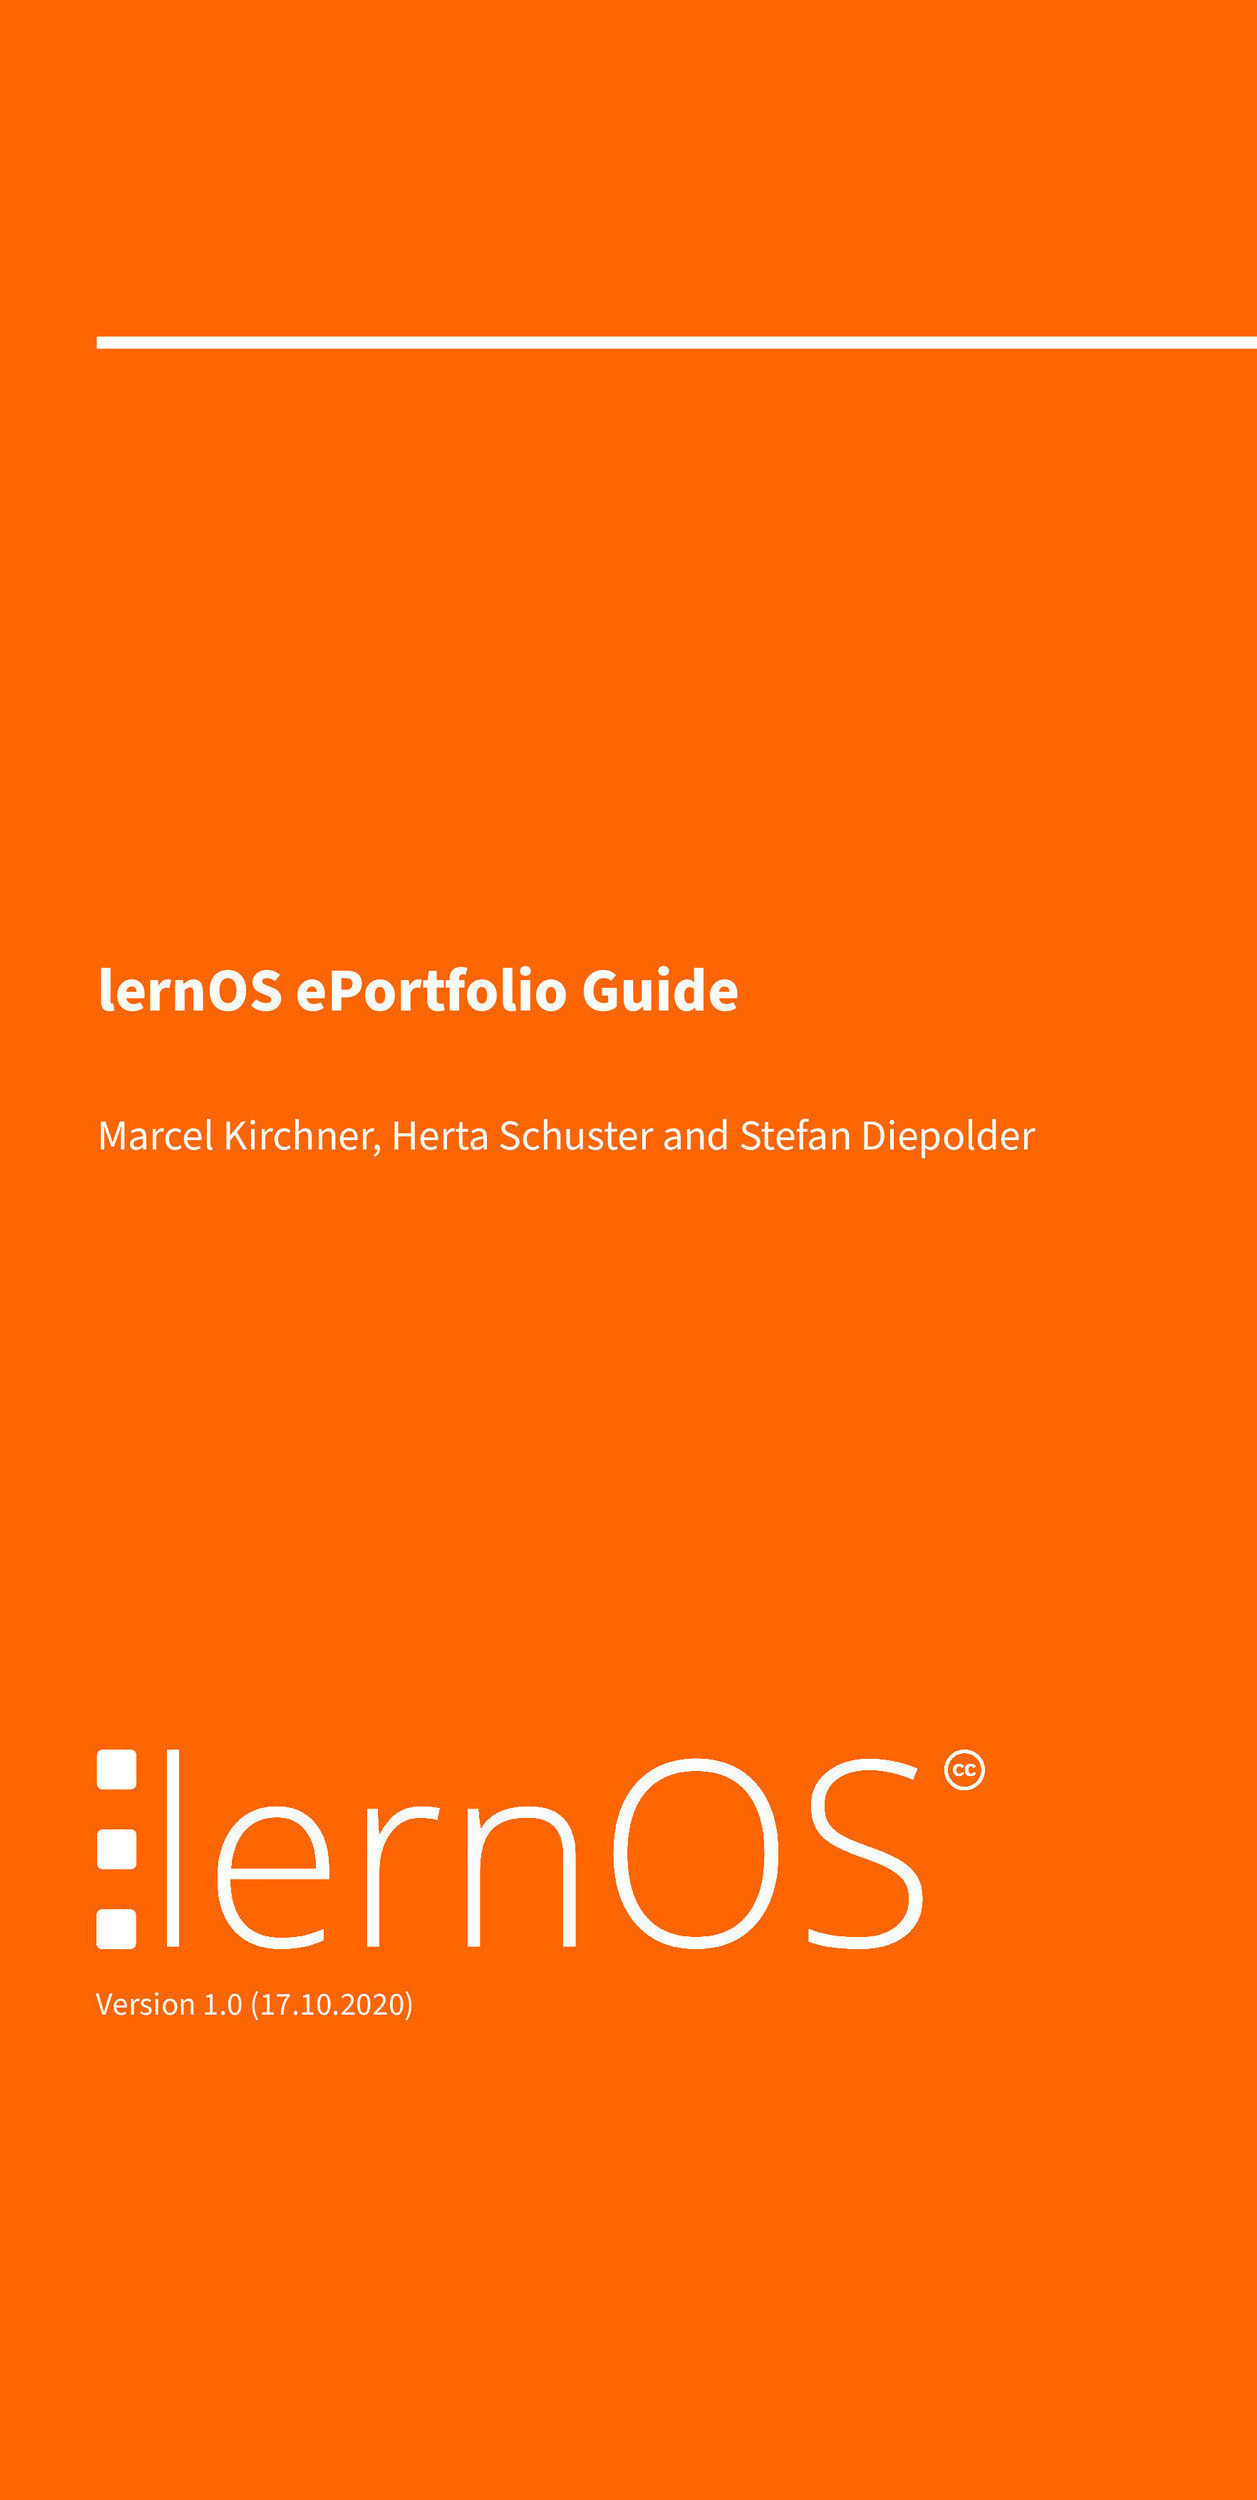 lernOS ePortfolio Guide
Marcel Kirchner, Herta Schuster and Stefan Diepolder
lernOS cc
Version 1.0 (17.10.2020)